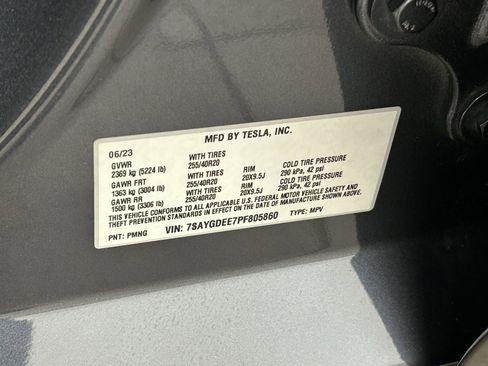 MFD BY TESLA, INC.
06/23
GVWR WITH TIRES RIM COLD TIRE PRESSURE
2369 kg (5224 lb) 255/40R20
GAWR FRT WITH TIRES RIM COLD TIRE PRESSURE
1363 kg (3004 lb) 255/40R20 20X9.5J 290 kPa, 42 psi
GAWR RR WITH TIRES
1500 kg (3306 lb) 255/40R20 20X9.5J 290 kPa, 42 psi
THIS VEHICLE CONFORMS TO ALL APPLICABLE U.S. FEDERAL MOTOR VEHICLE SAFETY AND
THEFT PREVENTION STANDARDS IN EFFECT ON THE DATE OF MANUFACTURE SHOWN ABOVE.
PNT: PMNG VIN: 7SAYGDEE7PF805860 TYPE: MPV